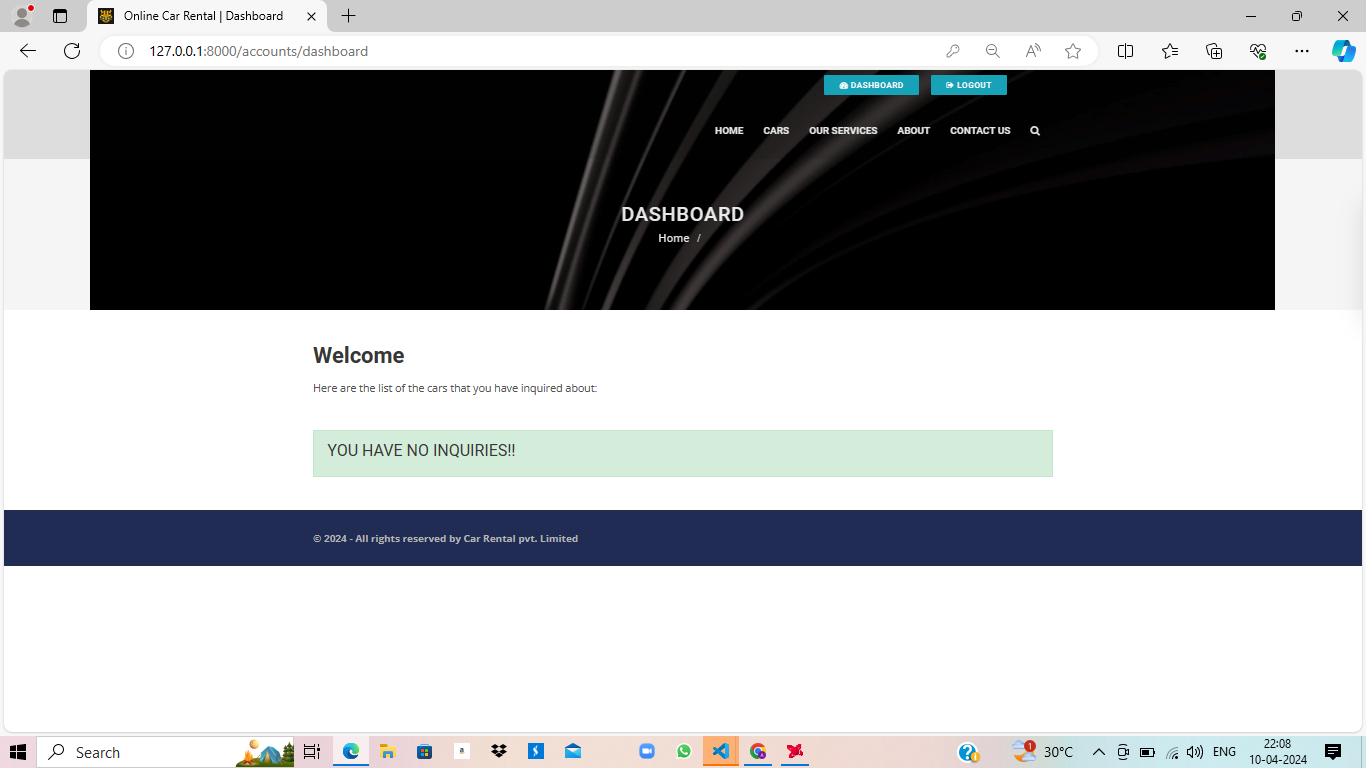 Online Car Rental | Dashboard
127.0.0.1:8000/accounts/dashboard
DASHBOARD
LOGOUT
HOME CARS OUR SERVICES ABOUT CONTACT US
DASHBOARD
Home /
Welcome
Here are the list of the cars that you have inquired about:
YOU HAVE NO INQUIRIES!!
© 2024 - All rights reserved by Car Rental pvt. Limited
Search
a
1
30°C
ENG
22:08
10-04-2024